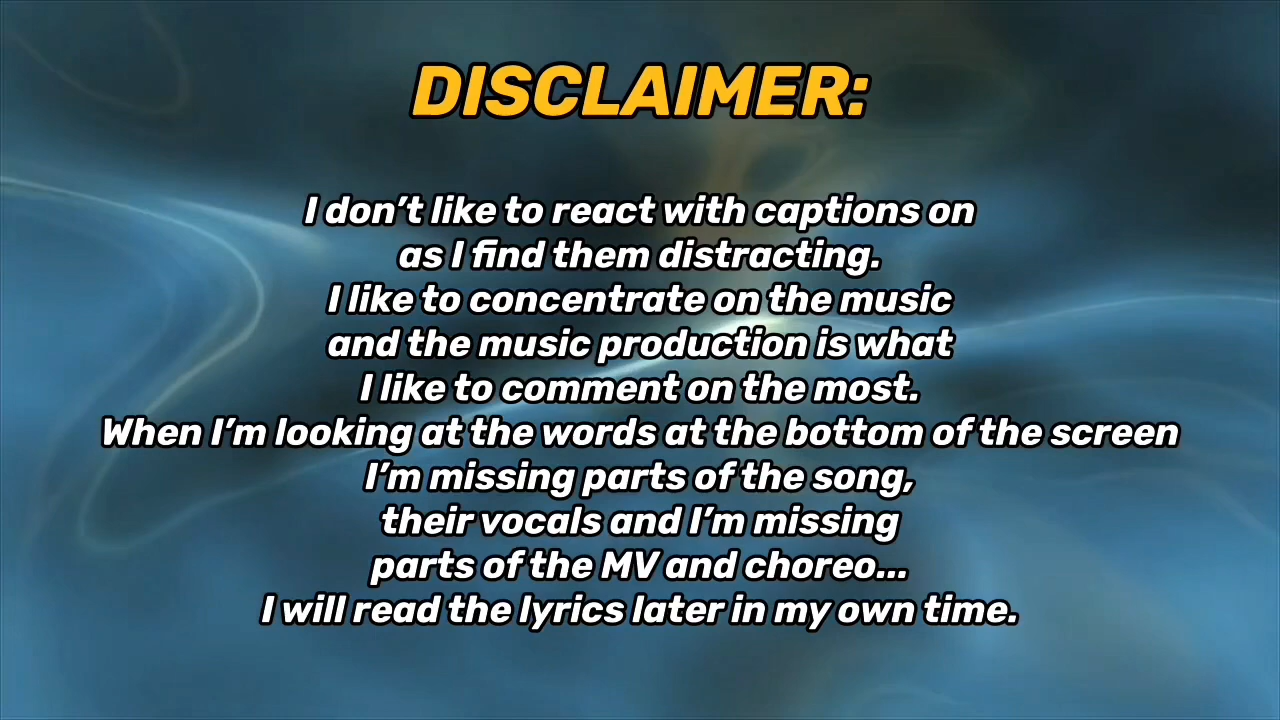 DISCLAIMER:
I don’t like to react with captions on
as I find them distracting.
I like to concentrate on the music
and the music production is what
I like to comment on the most.
When I’m looking at the words at the bottom of the screen
I’m missing parts of the song,
their vocals and I’m missing
parts of the MV and choreo...
I will read the lyrics later in my own time.